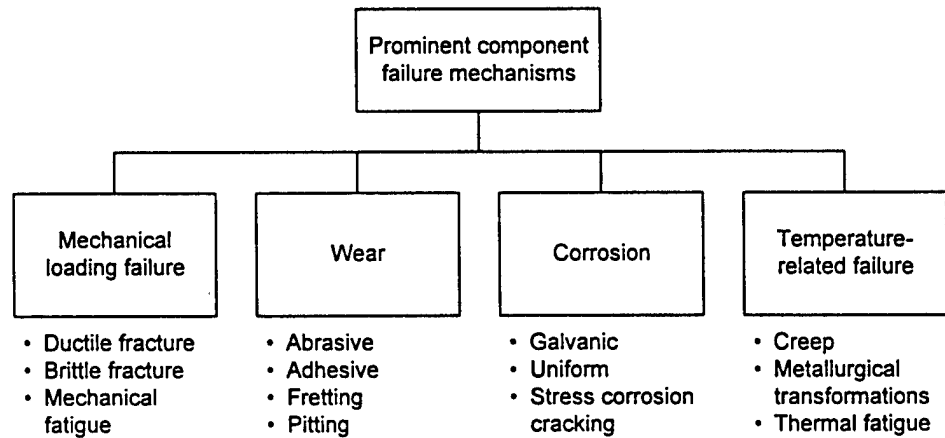 Prominent component
failure mechanisms
Mechanical
loading failure
Wear
Corrosion
Temperature-
related failure
• Ductile fracture
• Brittle fracture
• Mechanical
fatigue
• Abrasive
• Adhesive
• Fretting
• Pitting
• Galvanic
• Uniform
• Stress corrosion
cracking
• Creep
• Metallurgical
transformations
• Thermal fatigue